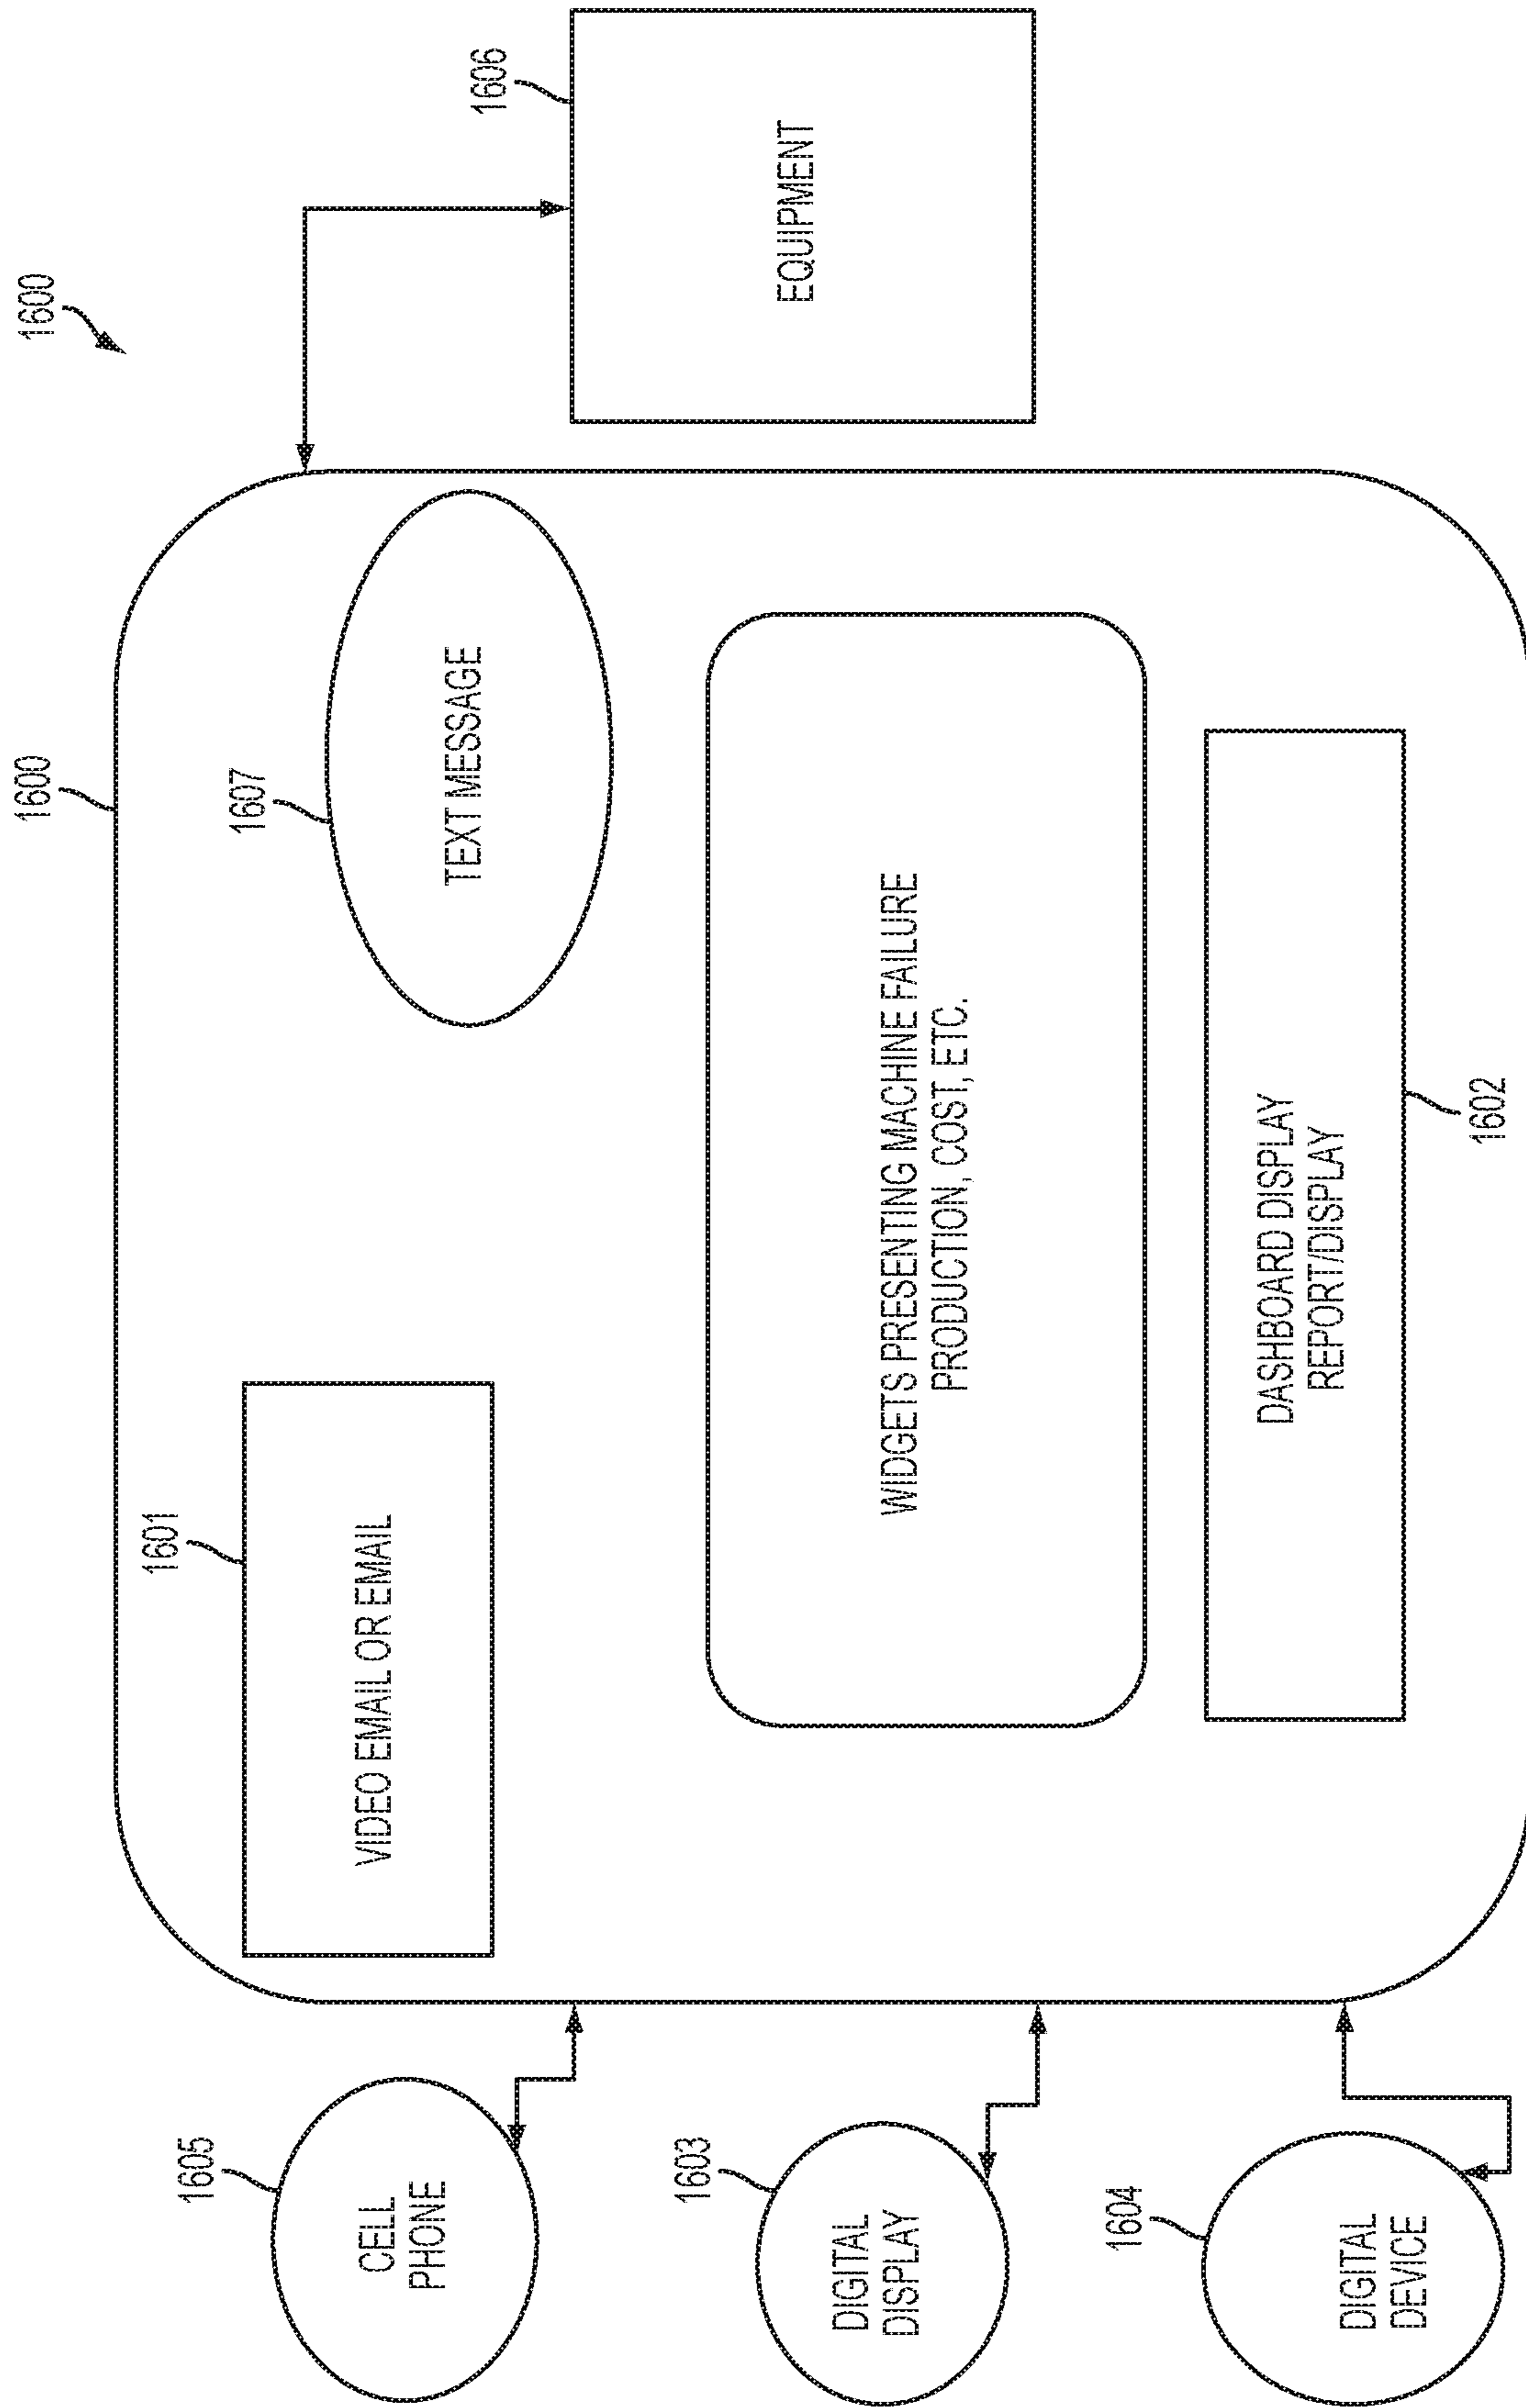 1600
1600
1605
CELL
PHONE
1601
VIDEO EMAIL OR EMAIL
1607
TEXT MESSAGE
1606
EQUIPMENT
1603
DIGITAL
DISPLAY
WIDGETS PRESENTING MACHINE FAILURE
PRODUCTION, COST, ETC.
1604
DIGITAL
DEVICE
DASHBOARD DISPLAY
REPORT/DISPLAY
1602